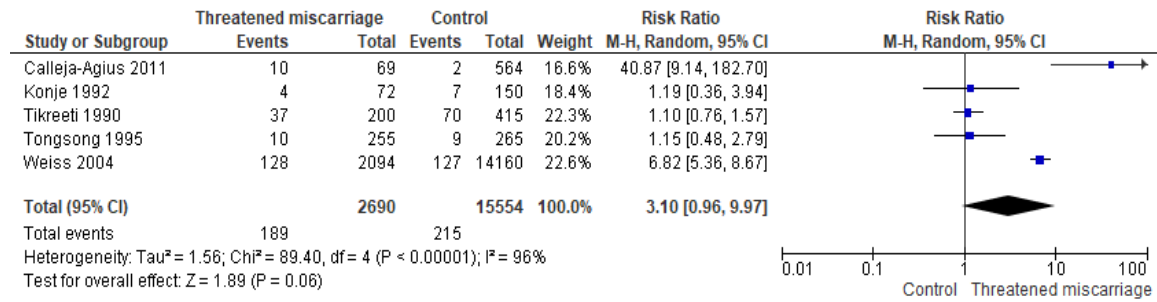 Threatened miscarriage Control Risk Ratio Risk Ratio
Study or Subgroup Events Total Events Total Weight M-H, Random, 95% CI M-H, Random, 95% CI
Calleja-Agius 2011 10 69 2 564 16.6% 40.87 [9.14, 182.70]
Konje 1992 4 72 7 150 18.4% 1.19 [0.36, 3.94]
Tikreeti 1990 37 200 70 415 22.3% 1.10 [0.76, 1.57]
Tongsong 1995 10 255 9 265 20.2% 1.15 [0.48, 2.79]
Weiss 2004 128 2094 127 14160 22.6% 6.82 [5.36, 8.67]
Total (95% CI) 2690 15554 100.0% 3.10 [0.96, 9.97]
Total events 189 215
Heterogeneity: Tau² = 1.56; Chi² = 89.40, df = 4 (P < 0.00001); I² = 96%
Test for overall effect: Z = 1.89 (P = 0.06)
0.01 0.1 1 10 100
Control Threatened miscarriage